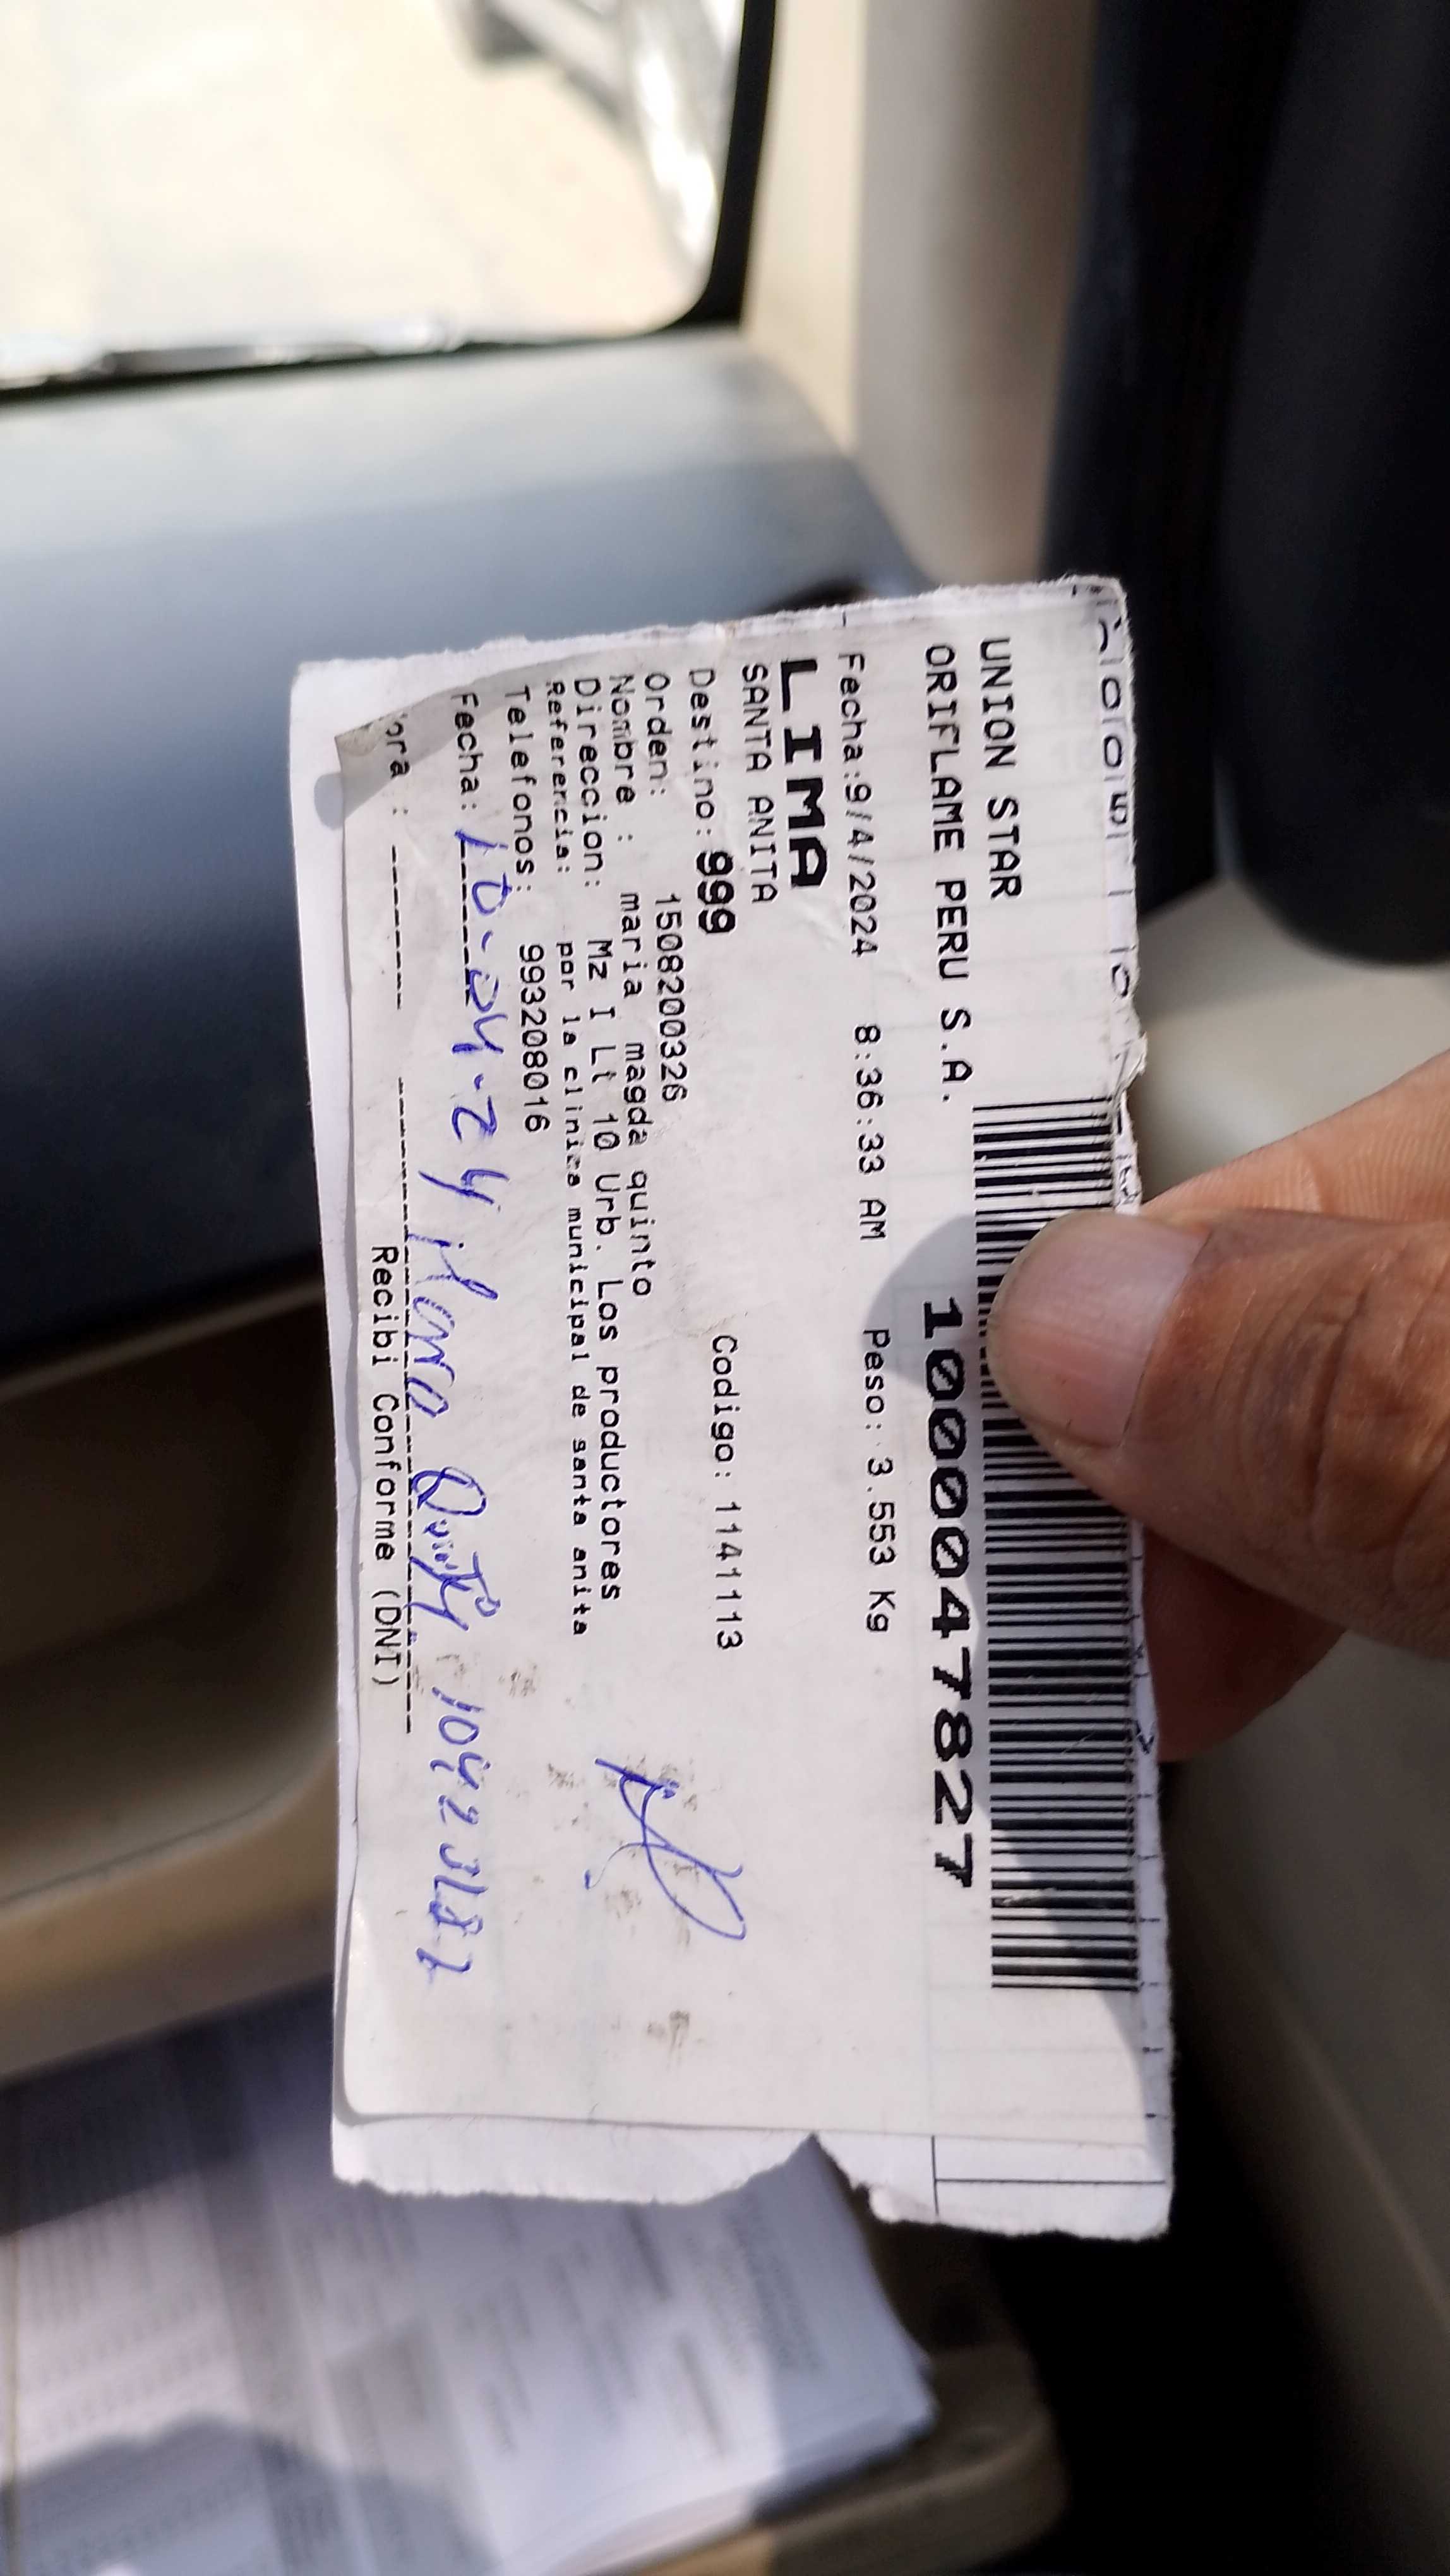 UNION STAR
ORIFLAME PERU S.A.
10000047827
Fecha:9/4/2024 8:36:33 AM Peso: 3.553 Kg
LIMA
SANTA ANITA
Destino: 999 Codigo: 1141113
Orden: 1508200326
Nombre : maria magda quinto
Direccion: Mz I Lt 10 Urb. Los productores
Referencia: por la clinica municipal de santa anita
Telefonos: 993208016
Fecha: 10-04-24
ora :
Recibi Conforme (DNI)